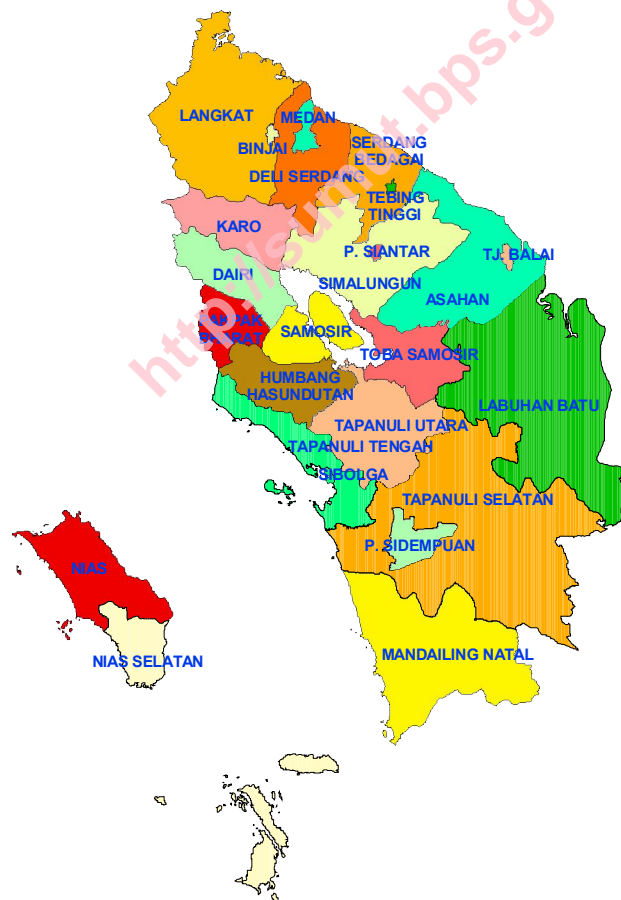 LANGKAT
MEDAN
BINJAI
SERDANG
BEDAGAI
DELI SERDANG
TEBING
TINGGI
KARO
P. SIANTAR
TJ. BALAI
DAIRI
SIMALUNGUN
ASAHAN
PAKPAK
BHARAT
SAMOSIR
TOBA SAMOSIR
HUMBANG
HASUNDUTAN
LABUHAN BATU
TAPANULI UTARA
TAPANULI TENGAH
SIBOLGA
TAPANULI SELATAN
P. SIDEMPUAN
NIAS
MANDAILING NATAL
NIAS SELATAN
http://sumut.bps.g